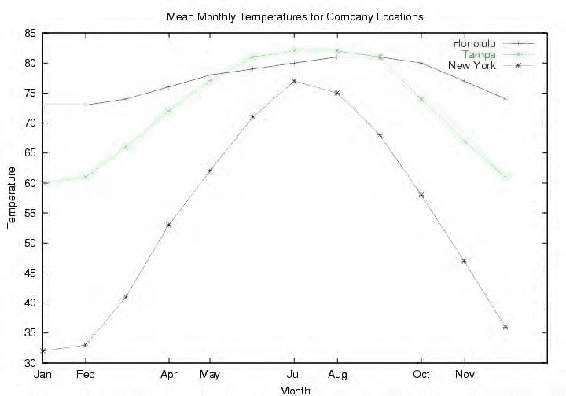 Mean Monthly Temperatures for Company Locations
85
80
75
70
65
60
55
50
45
40
35
30
Temperature
Honolulu
Tampa
New York
Jan Feb Apr May Jul Aug Oct Nov
Month